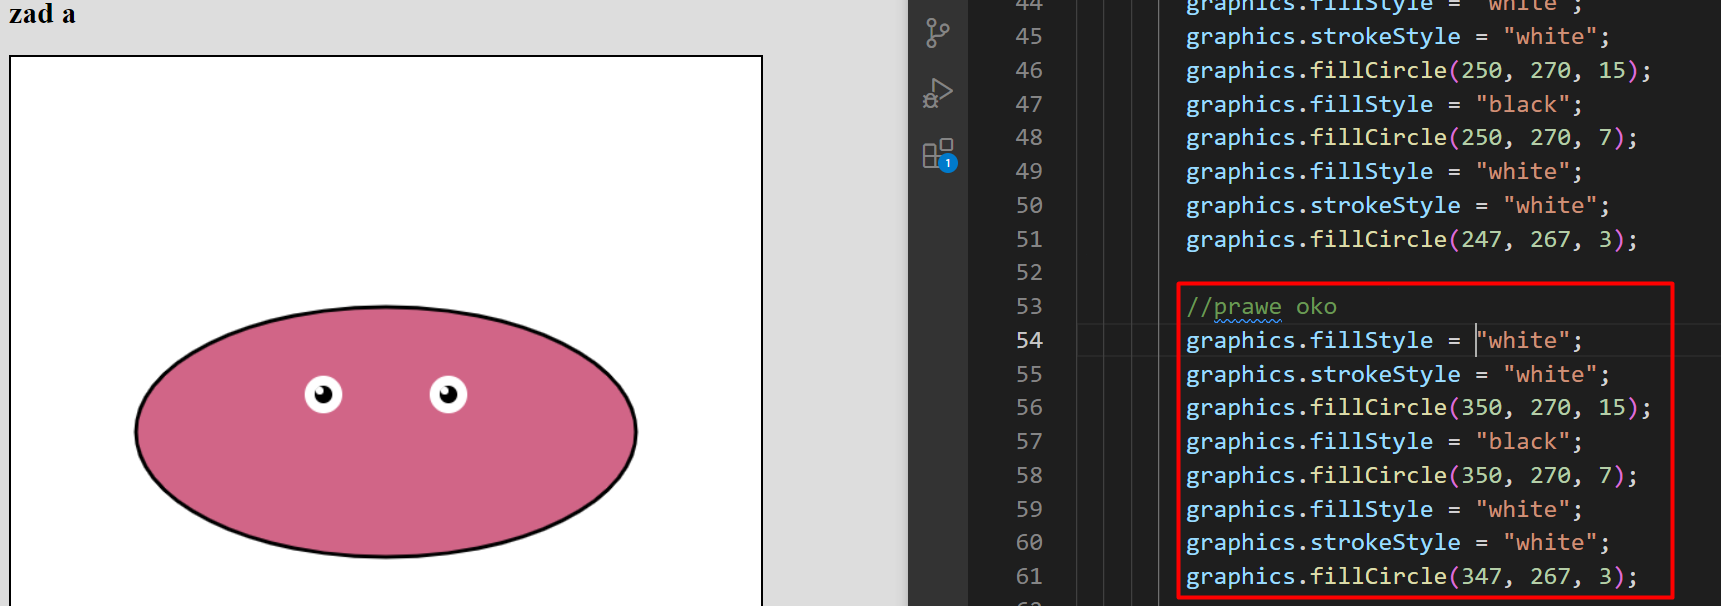 zad a
44 graphics.fillStyle = "white";
45 graphics.strokeStyle = "white";
46 graphics.fillCircle(250, 270, 15);
47 graphics.fillStyle = "black";
48 graphics.fillCircle(250, 270, 7);
49 graphics.fillStyle = "white";
50 graphics.strokeStyle = "white";
51 graphics.fillCircle(247, 267, 3);
52
53 //prawe oko
54 graphics.fillStyle = "white";
55 graphics.strokeStyle = "white";
56 graphics.fillCircle(350, 270, 15);
57 graphics.fillStyle = "black";
58 graphics.fillCircle(350, 270, 7);
59 graphics.fillStyle = "white";
60 graphics.strokeStyle = "white";
61 graphics.fillCircle(347, 267, 3);
1